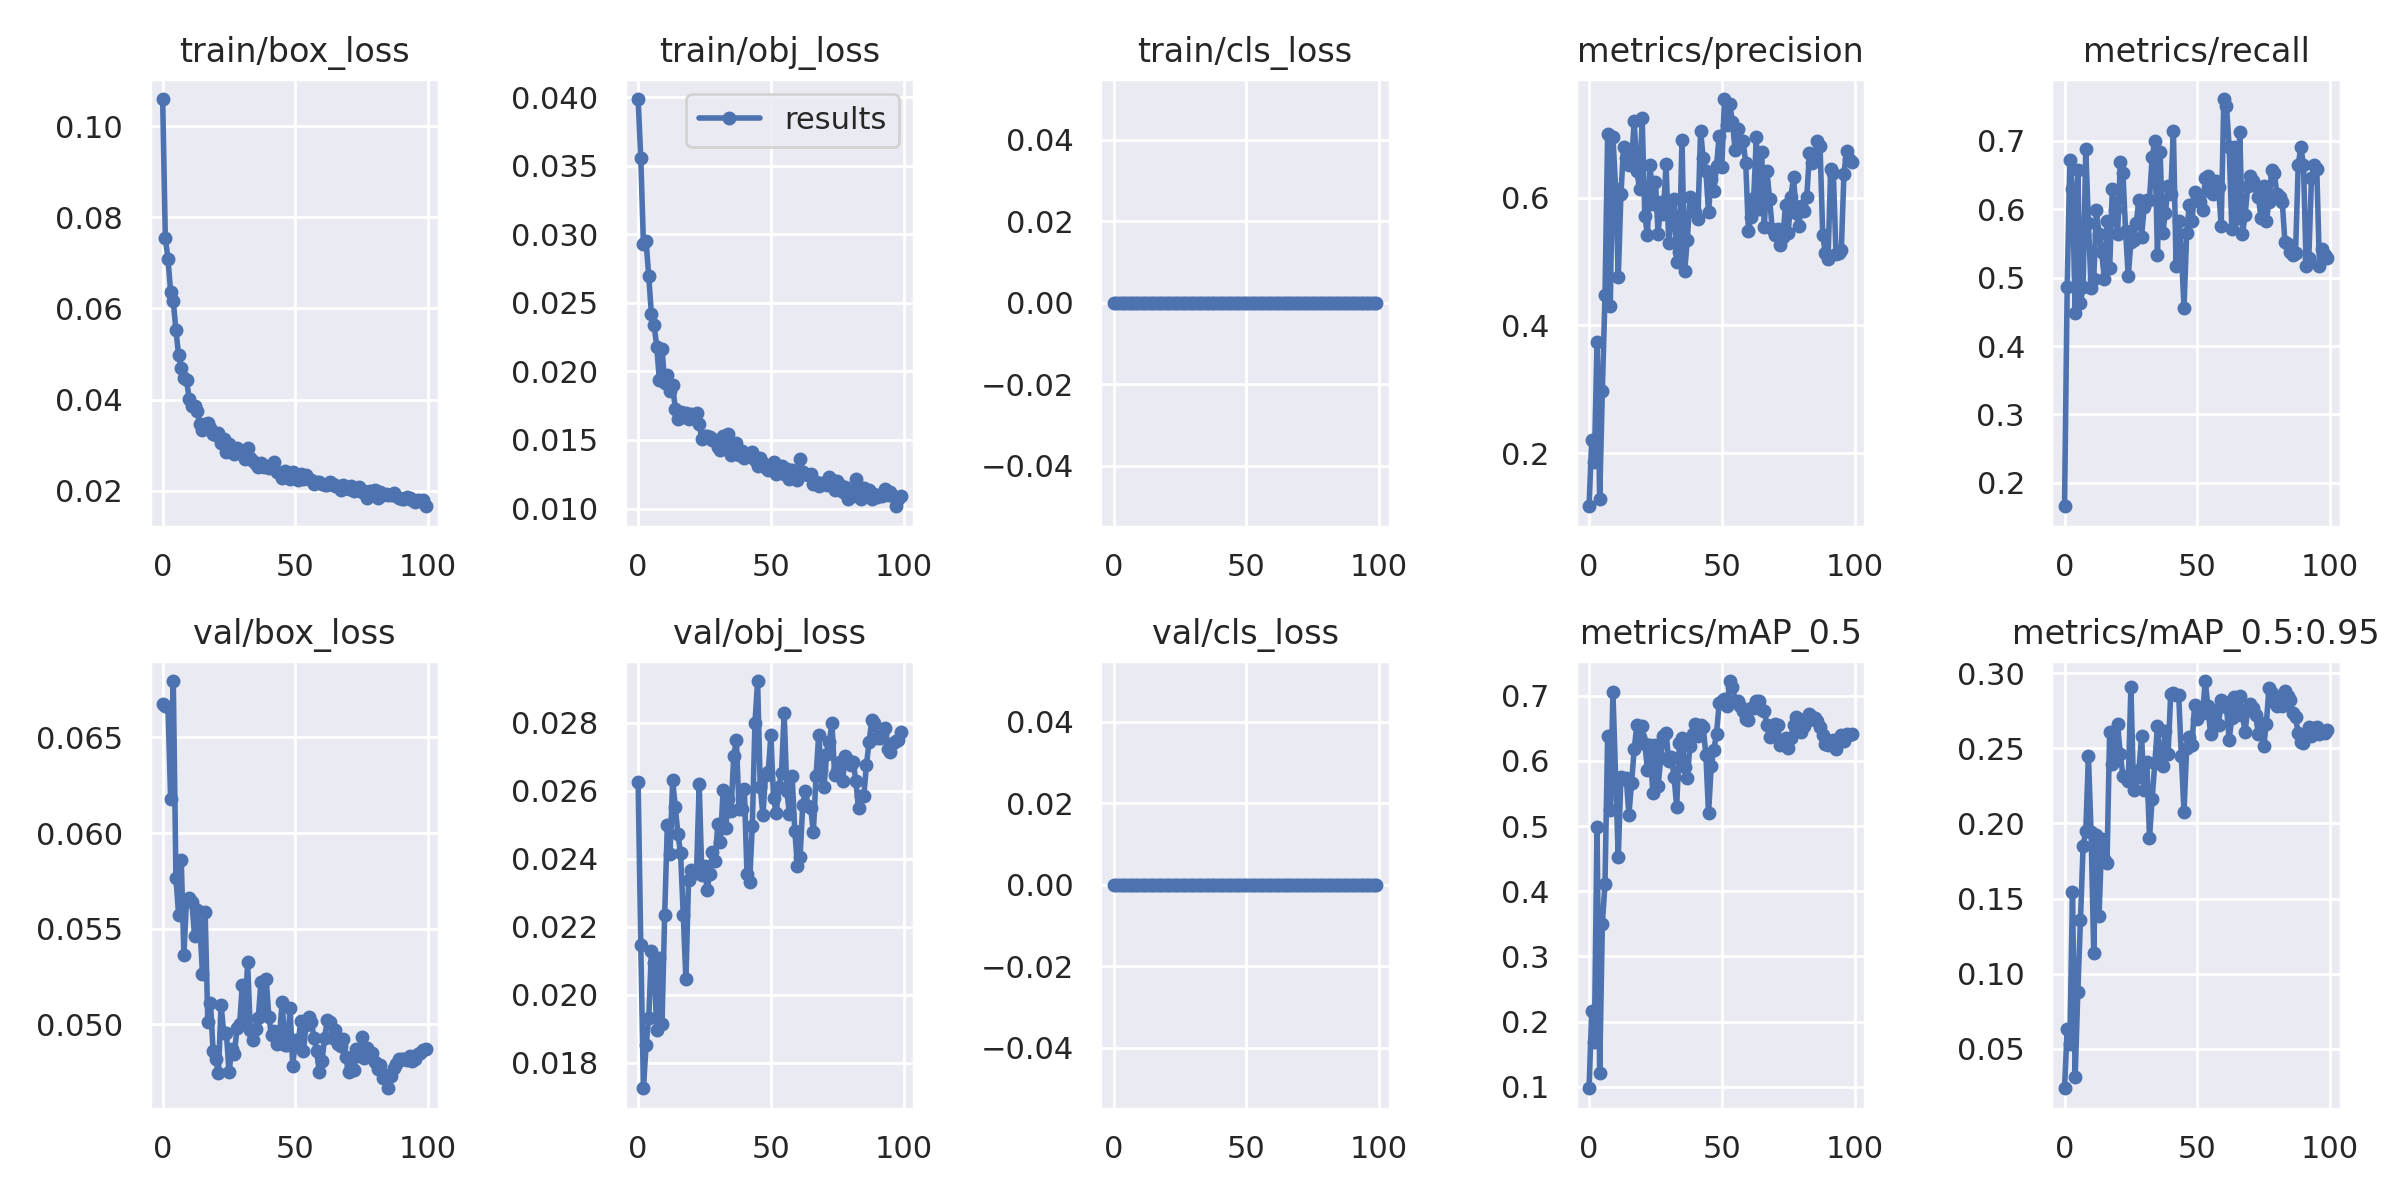 train/box_loss
train/obj_loss
train/cls_loss
metrics/precision
metrics/recall
0.10
0.08
0.06
0.04
0.02
0 50 100
results
0.040
0.035
0.030
0.025
0.020
0.015
0.010
0 50 100
0.04
0.02
0.00
−0.02
−0.04
0 50 100
0.6
0.4
0.2
0 50 100
0.7
0.6
0.5
0.4
0.3
0.2
0 50 100
val/box_loss
val/obj_loss
val/cls_loss
metrics/mAP_0.5
metrics/mAP_0.5:0.95
0.065
0.060
0.055
0.050
0 50 100
0.028
0.026
0.024
0.022
0.020
0.018
0 50 100
0.04
0.02
0.00
−0.02
−0.04
0 50 100
0.7
0.6
0.5
0.4
0.3
0.2
0.1
0 50 100
0.30
0.25
0.20
0.15
0.10
0.05
0 50 100